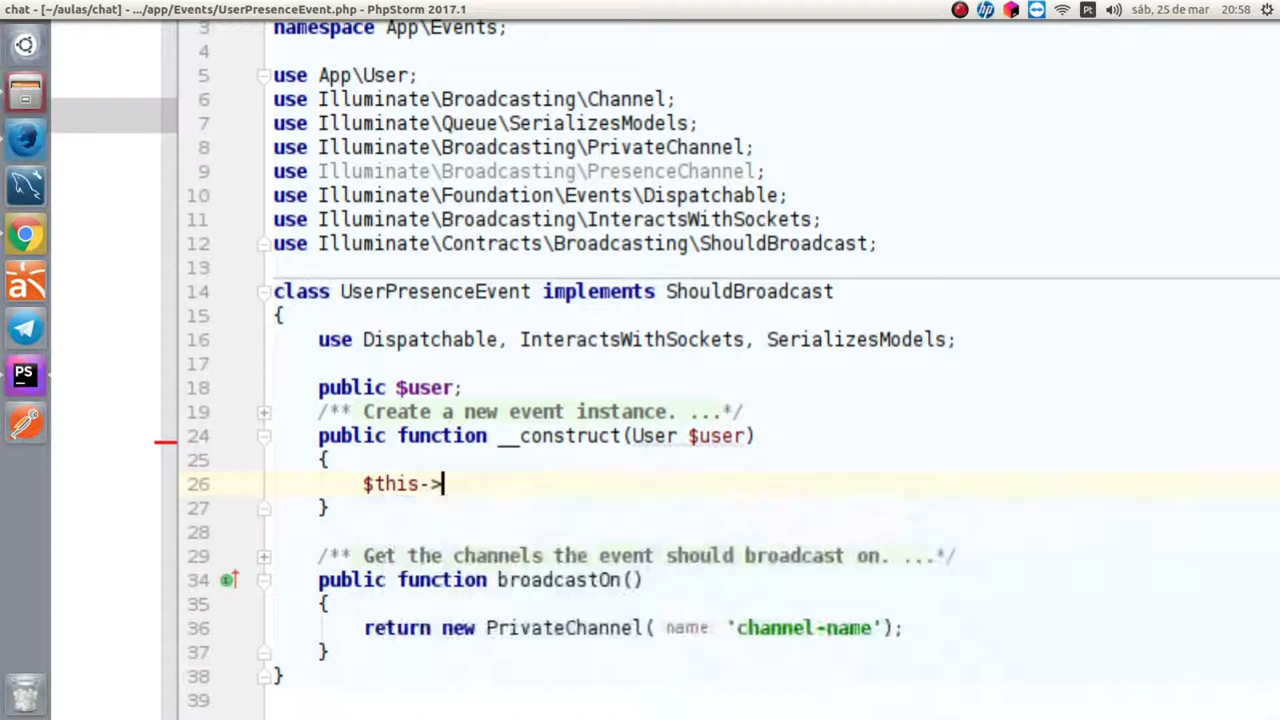 chat - [~/aulas/chat] - .../app/Events/UserPresenceEvent.php - PhpStorm 2017.1
Pt sáb, 25 de mar 20:58
3 namespace App\Events;
4
5 use App\User;
6 use Illuminate\Broadcasting\Channel;
7 use Illuminate\Queue\SerializesModels;
8 use Illuminate\Broadcasting\PrivateChannel;
9 use Illuminate\Broadcasting\PresenceChannel;
10 use Illuminate\Foundation\Events\Dispatchable;
11 use Illuminate\Broadcasting\InteractsWithSockets;
12 use Illuminate\Contracts\Broadcasting\ShouldBroadcast;
13
14 class UserPresenceEvent implements ShouldBroadcast
15 {
16 use Dispatchable, InteractsWithSockets, SerializesModels;
17
18 public $user;
19 /** Create a new event instance. ...*/
24 public function __construct(User $user)
25 {
26 $this->
27 }
28
29 /** Get the channels the event should broadcast on. ...*/
34 public function broadcastOn()
35 {
36 return new PrivateChannel( name: 'channel-name');
37 }
38 }
39
PS